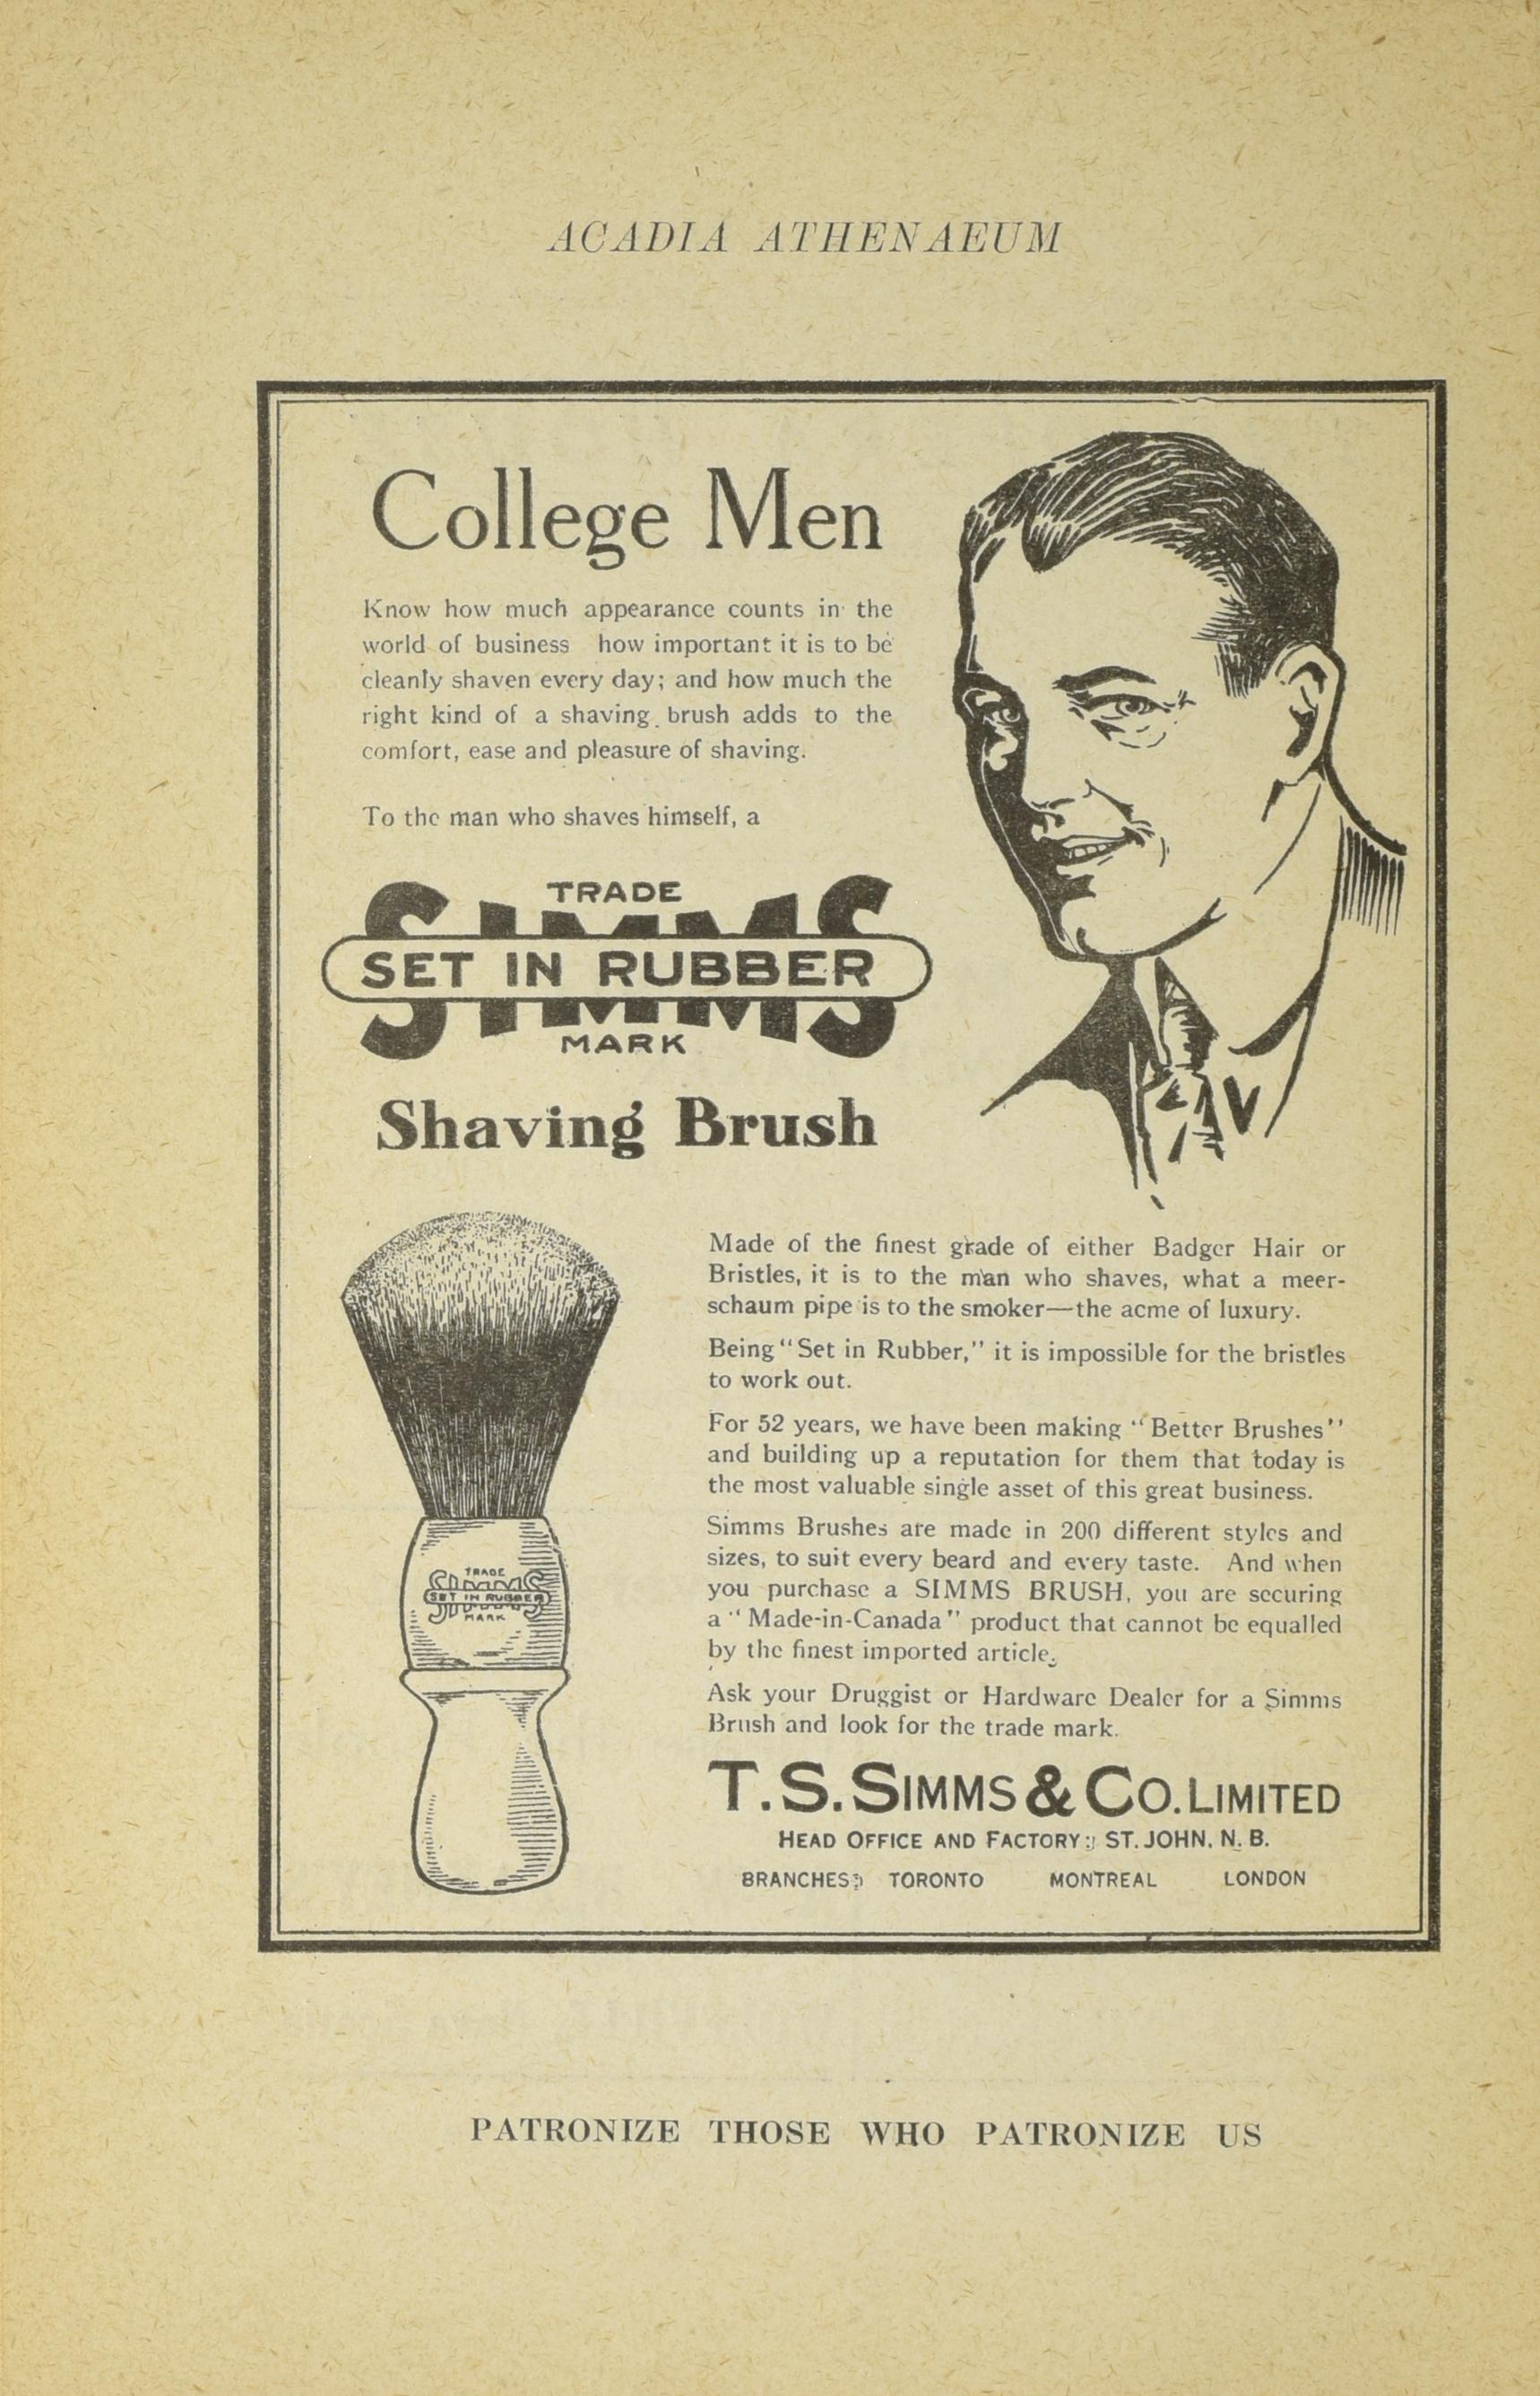 ACADIA ATHENAEUM
College Men
Know how much appearance counts in the
world of business how important it is to be
cleanly shaven every day; and how much the
right kind of a shaving brush adds to the
comfort, ease and pleasure of shaving.
To the man who shaves himself, a
TRADE
SIMMS
SET IN RUBBER
MARK
Shaving Brush
Made of the finest grade of either Badger Hair or
Bristles, it is to the man who shaves, what a meer-
schaum pipe is to the smoker—the acme of luxury.
Being "Set in Rubber," it is impossible for the bristles
to work out.
For 52 years, we have been making "Better Brushes"
and building up a reputation for them that today is
the most valuable single asset of this great business.
Simms Brushes are made in 200 different styles and
sizes, to suit every beard and every taste. And when
you purchase a SIMMS BRUSH, you are securing
a "Made-in-Canada" product that cannot be equalled
by the finest imported article.
Ask your Druggist or Hardware Dealer for a Simms
Brush and look for the trade mark.
TRADE
SIMMS
SET IN RUBBER
MARK
T. S. SIMMS & CO. LIMITED
HEAD OFFICE AND FACTORY: ST. JOHN, N. B.
BRANCHES: TORONTO MONTREAL LONDON
PATRONIZE THOSE WHO PATRONIZE US